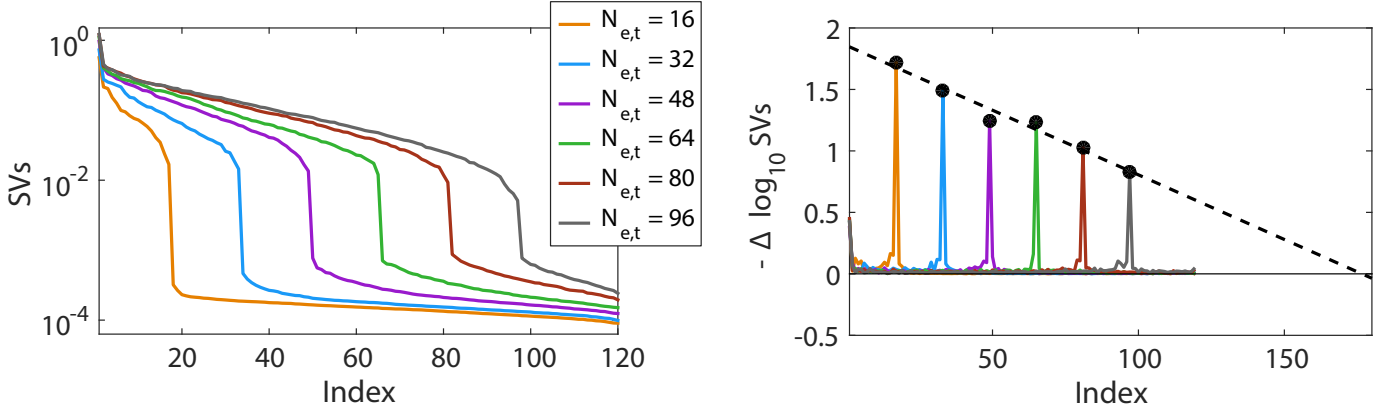 10^0
10^-2
10^-4
SVs
20
40
60
80
100
120
Index
N_e,t = 16
N_e,t = 32
N_e,t = 48
N_e,t = 64
N_e,t = 80
N_e,t = 96
2
1.5
1
0.5
0
-0.5
- Δ log_10 SVs
50
100
150
Index